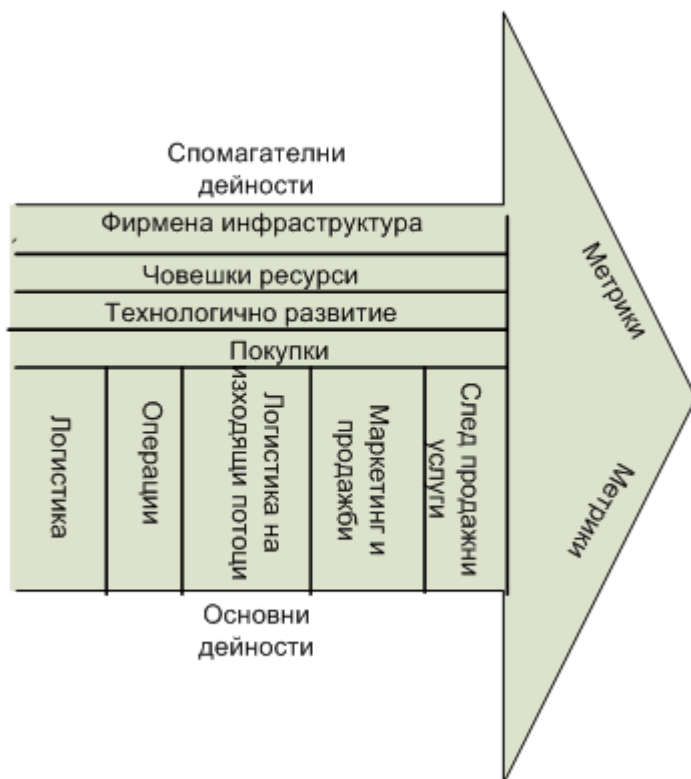 Спомагателни
дейности
Фирмена инфраструктура
Човешки ресурси
Технологично развитие
Покупки
Логистика
Операции
Логистика на
изходящи потоци
Маркетинг и
продажби
След продажни
услуги
Метрики
Метрики
Основни
дейности